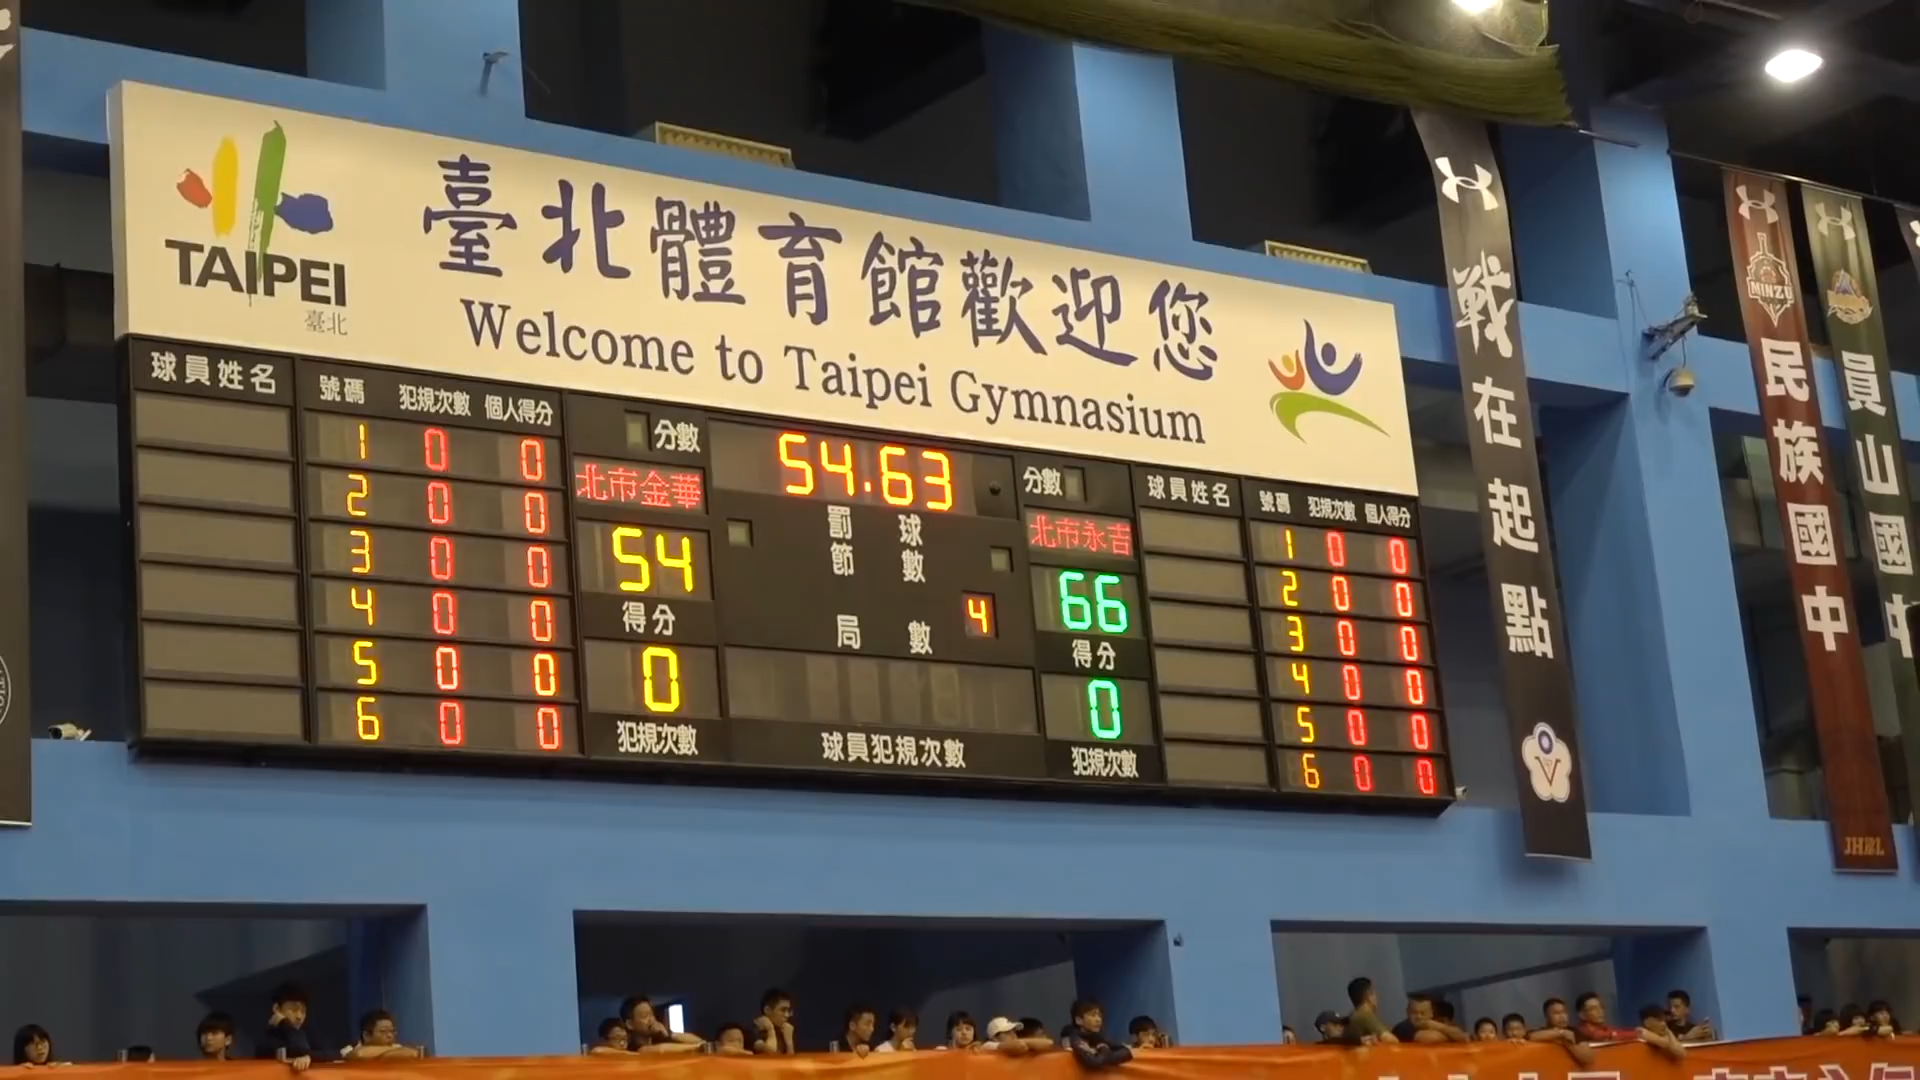 臺北體育館歡迎您
Welcome to Taipei Gymnasium
TAIPEI
臺北
球員姓名 號碼 犯規次數 個人得分
1 0 0
2 0 0
3 0 0
4 0 0
5 0 0
6 0 0
分數
北市金華
54
得分
0
犯規次數
54.63
罰球
節數
局數
4
球員犯規次數
分數
北市永吉
66
得分
0
犯規次數
球員姓名 號碼 犯規次數 個人得分
1 0 0
2 0 0
3 0 0
4 0 0
5 0 0
6 0 0
戰在起點
MINZU
民族國中
JHBL
員山國中